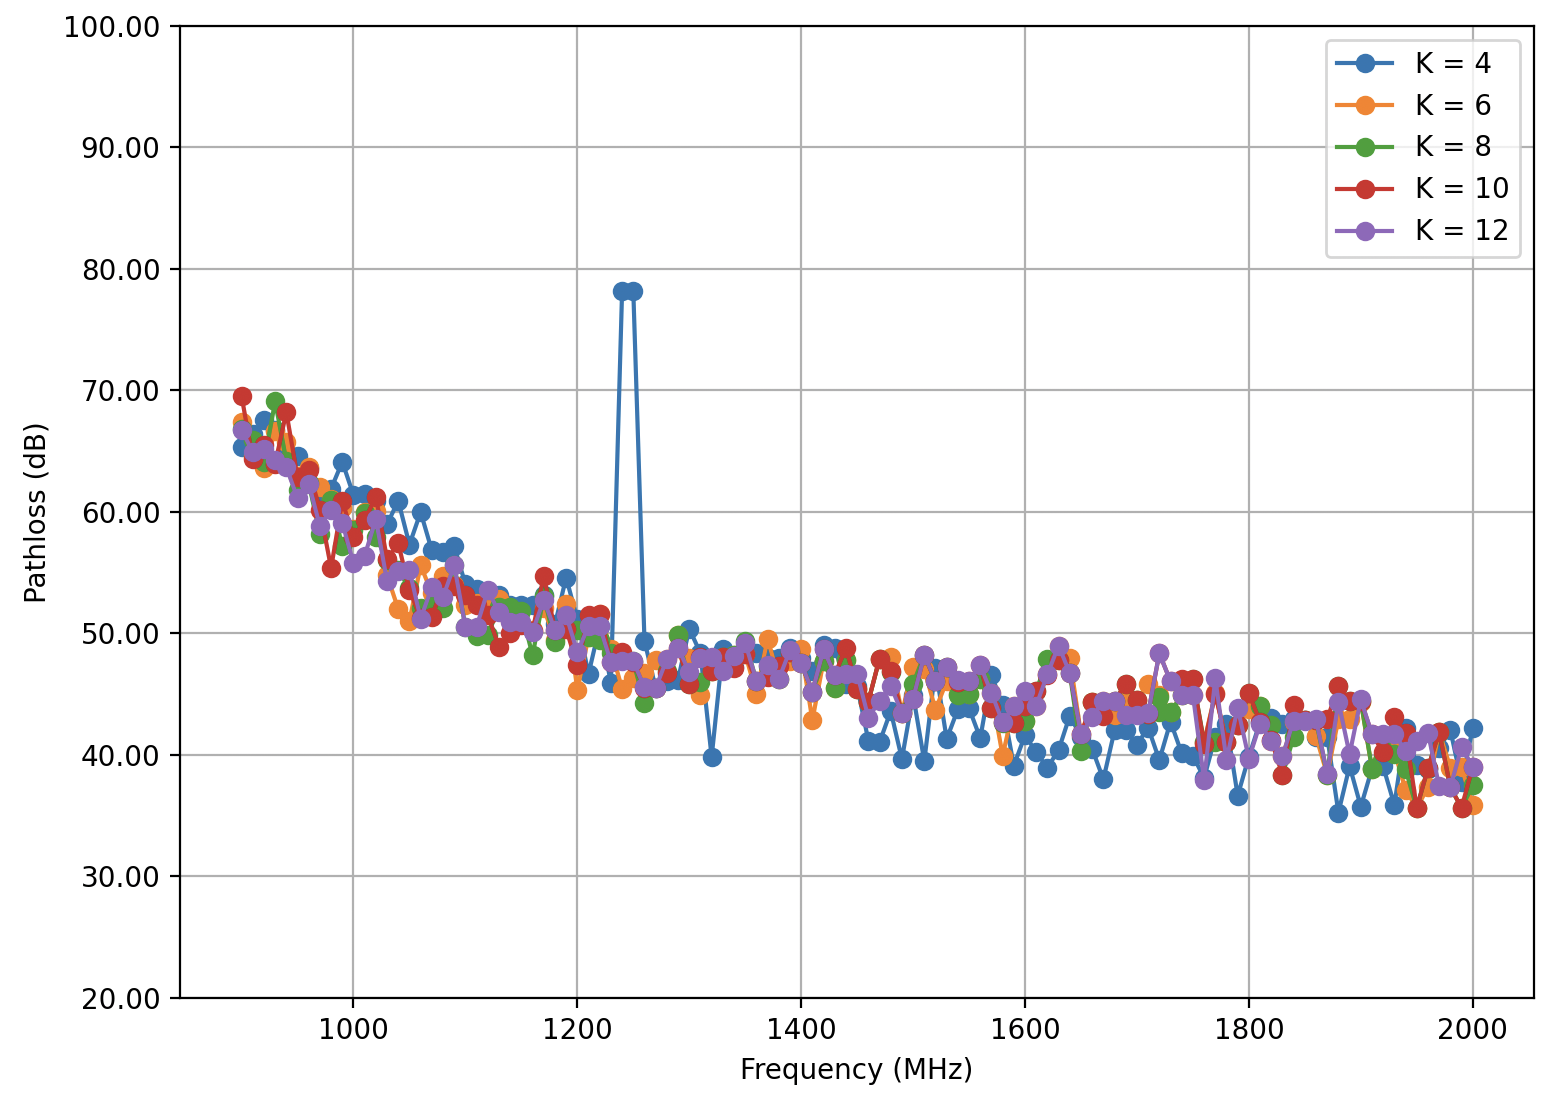 100.00
90.00
80.00
70.00
60.00
50.00
40.00
30.00
20.00
Pathloss (dB)
K = 4
K = 6
K = 8
K = 10
K = 12
1000
1200
1400
1600
1800
2000
Frequency (MHz)